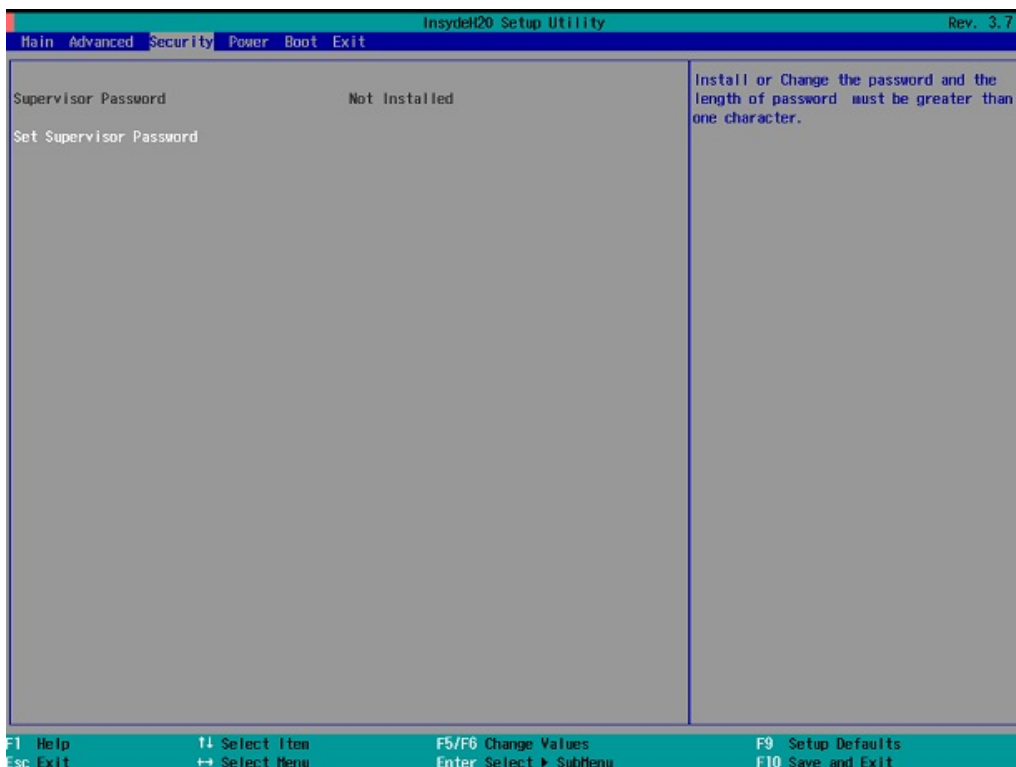 InsydeH20 Setup Utility Rev. 3.7
Main Advanced Security Power Boot Exit
Supervisor Password Not Installed
Set Supervisor Password
Install or Change the password and the
length of password must be greater than
one character.
F1 Help ↑↓ Select Item F5/F6 Change Values F9 Setup Defaults
Esc Exit ↔ Select Menu Enter Select ▶ SubMenu F10 Save and Exit